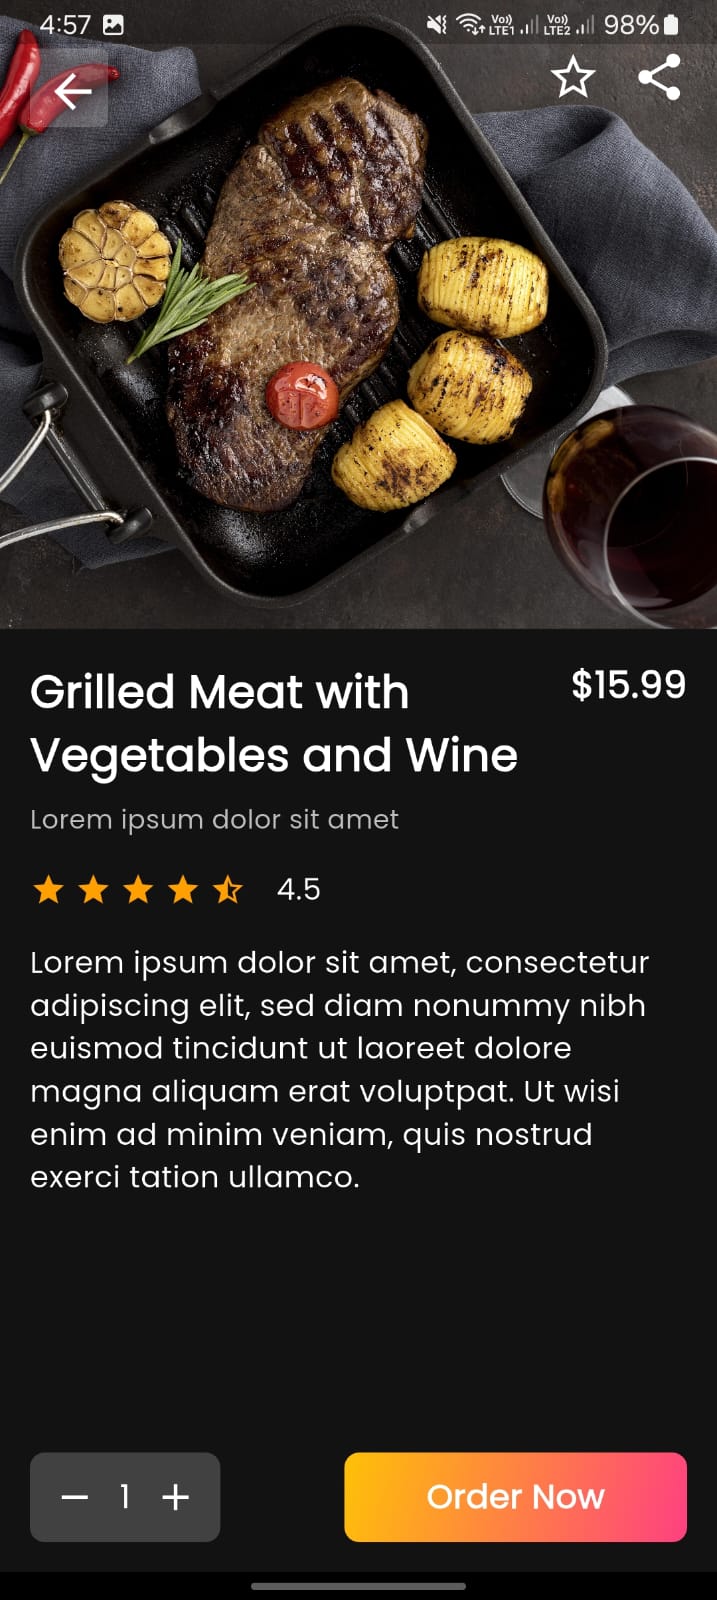 4:57 Vo)) LTE1 Vo)) LTE2 98%
Grilled Meat with $15.99
Vegetables and Wine
Lorem ipsum dolor sit amet
4.5
Lorem ipsum dolor sit amet, consectetur
adipiscing elit, sed diam nonummy nibh
euismod tincidunt ut laoreet dolore
magna aliquam erat voluptpat. Ut wisi
enim ad minim veniam, quis nostrud
exerci tation ullamco.
− 1 + Order Now